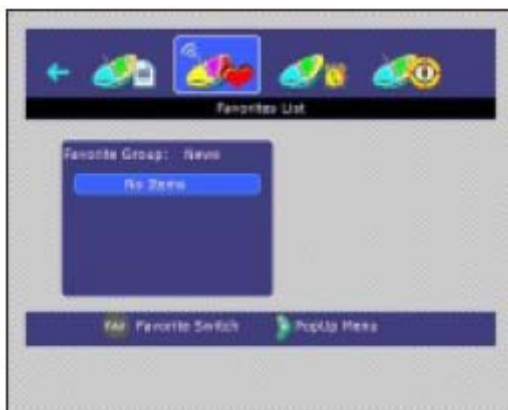 Favorites List
Favorite Group: News
No Items
FAV Favorite Switch PopUp Menu